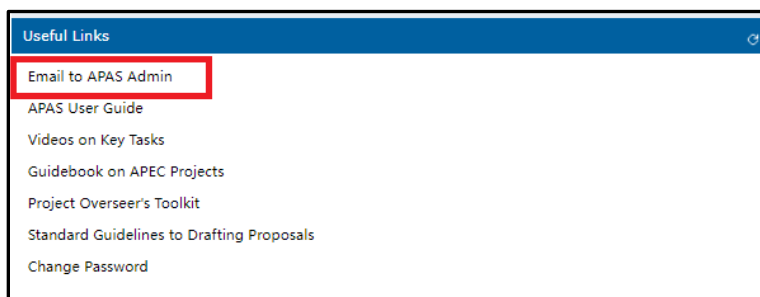 Useful Links
Email to APAS Admin
APAS User Guide
Videos on Key Tasks
Guidebook on APEC Projects
Project Overseer's Toolkit
Standard Guidelines to Drafting Proposals
Change Password